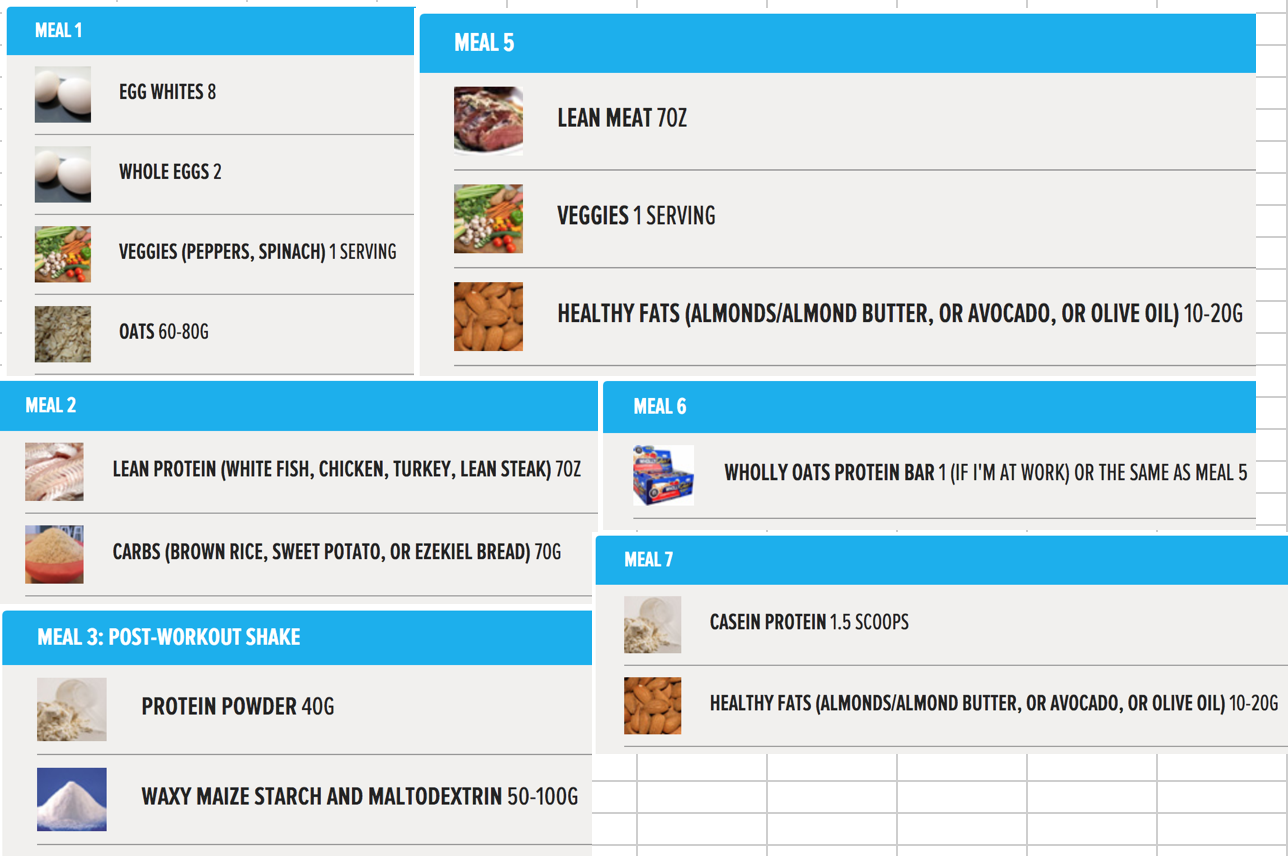 MEAL 1
EGG WHITES 8
WHOLE EGGS 2
VEGGIES (PEPPERS, SPINACH) 1 SERVING
OATS 60-80G
MEAL 2
LEAN PROTEIN (WHITE FISH, CHICKEN, TURKEY, LEAN STEAK) 7OZ
CARBS (BROWN RICE, SWEET POTATO, OR EZEKIEL BREAD) 70G
MEAL 3: POST-WORKOUT SHAKE
PROTEIN POWDER 40G
WAXY MAIZE STARCH AND MALTODEXTRIN 50-100G
MEAL 5
LEAN MEAT 7OZ
VEGGIES 1 SERVING
HEALTHY FATS (ALMONDS/ALMOND BUTTER, OR AVOCADO, OR OLIVE OIL) 10-20G
MEAL 6
WHOLLY OATS PROTEIN BAR 1 (IF I'M AT WORK) OR THE SAME AS MEAL 5
MEAL 7
CASEIN PROTEIN 1.5 SCOOPS
HEALTHY FATS (ALMONDS/ALMOND BUTTER, OR AVOCADO, OR OLIVE OIL) 10-20G